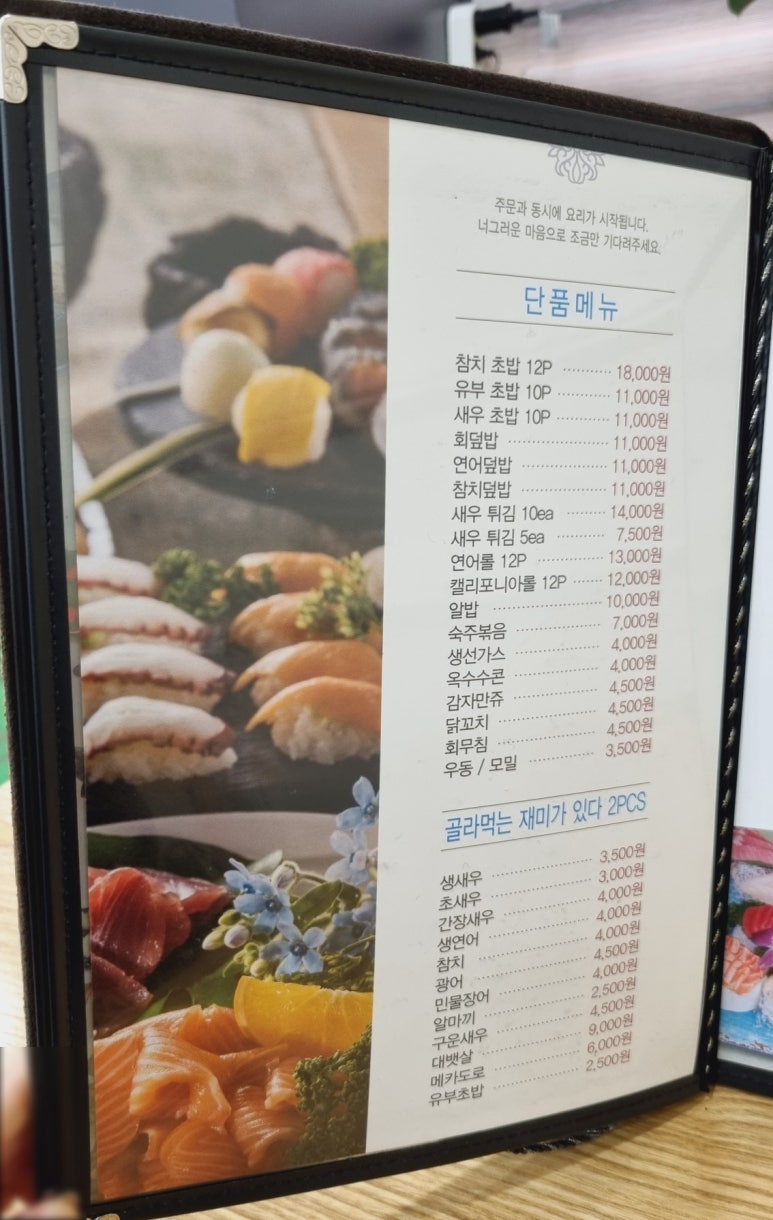 주문과 동시에 요리가 시작됩니다.
너그러운 마음으로 조금만 기다려주세요.
단품메뉴
참치 초밥 12P ············ 18,000원
유부 초밥 10P ············ 11,000원
새우 초밥 10P ············ 11,000원
회덮밥 ············ 11,000원
연어덮밥 ············ 11,000원
참치덮밥 ············ 11,000원
새우 튀김 10ea ············ 14,000원
새우 튀김 5ea ············ 7,500원
연어롤 12P ············ 13,000원
캘리포니아롤 12P ······ 12,000원
알밥 ············ 10,000원
숙주볶음 ············ 7,000원
생선가스 ············ 4,000원
옥수수콘 ············ 4,000원
감자만쥬 ············ 4,500원
닭꼬치 ············ 4,500원
회무침 ············ 4,500원
우동 / 모밀 ············ 3,500원
골라먹는 재미가 있다 2PCS
생새우 ············ 3,500원
초새우 ············ 3,000원
간장새우 ············ 4,000원
생연어 ············ 4,000원
참치 ············ 4,000원
광어 ············ 4,500원
민물장어 ············ 4,000원
알마끼 ············ 2,500원
구운새우 ············ 4,500원
대뱃살 ············ 9,000원
메카도로 ············ 6,000원
유부초밥 ············ 2,500원